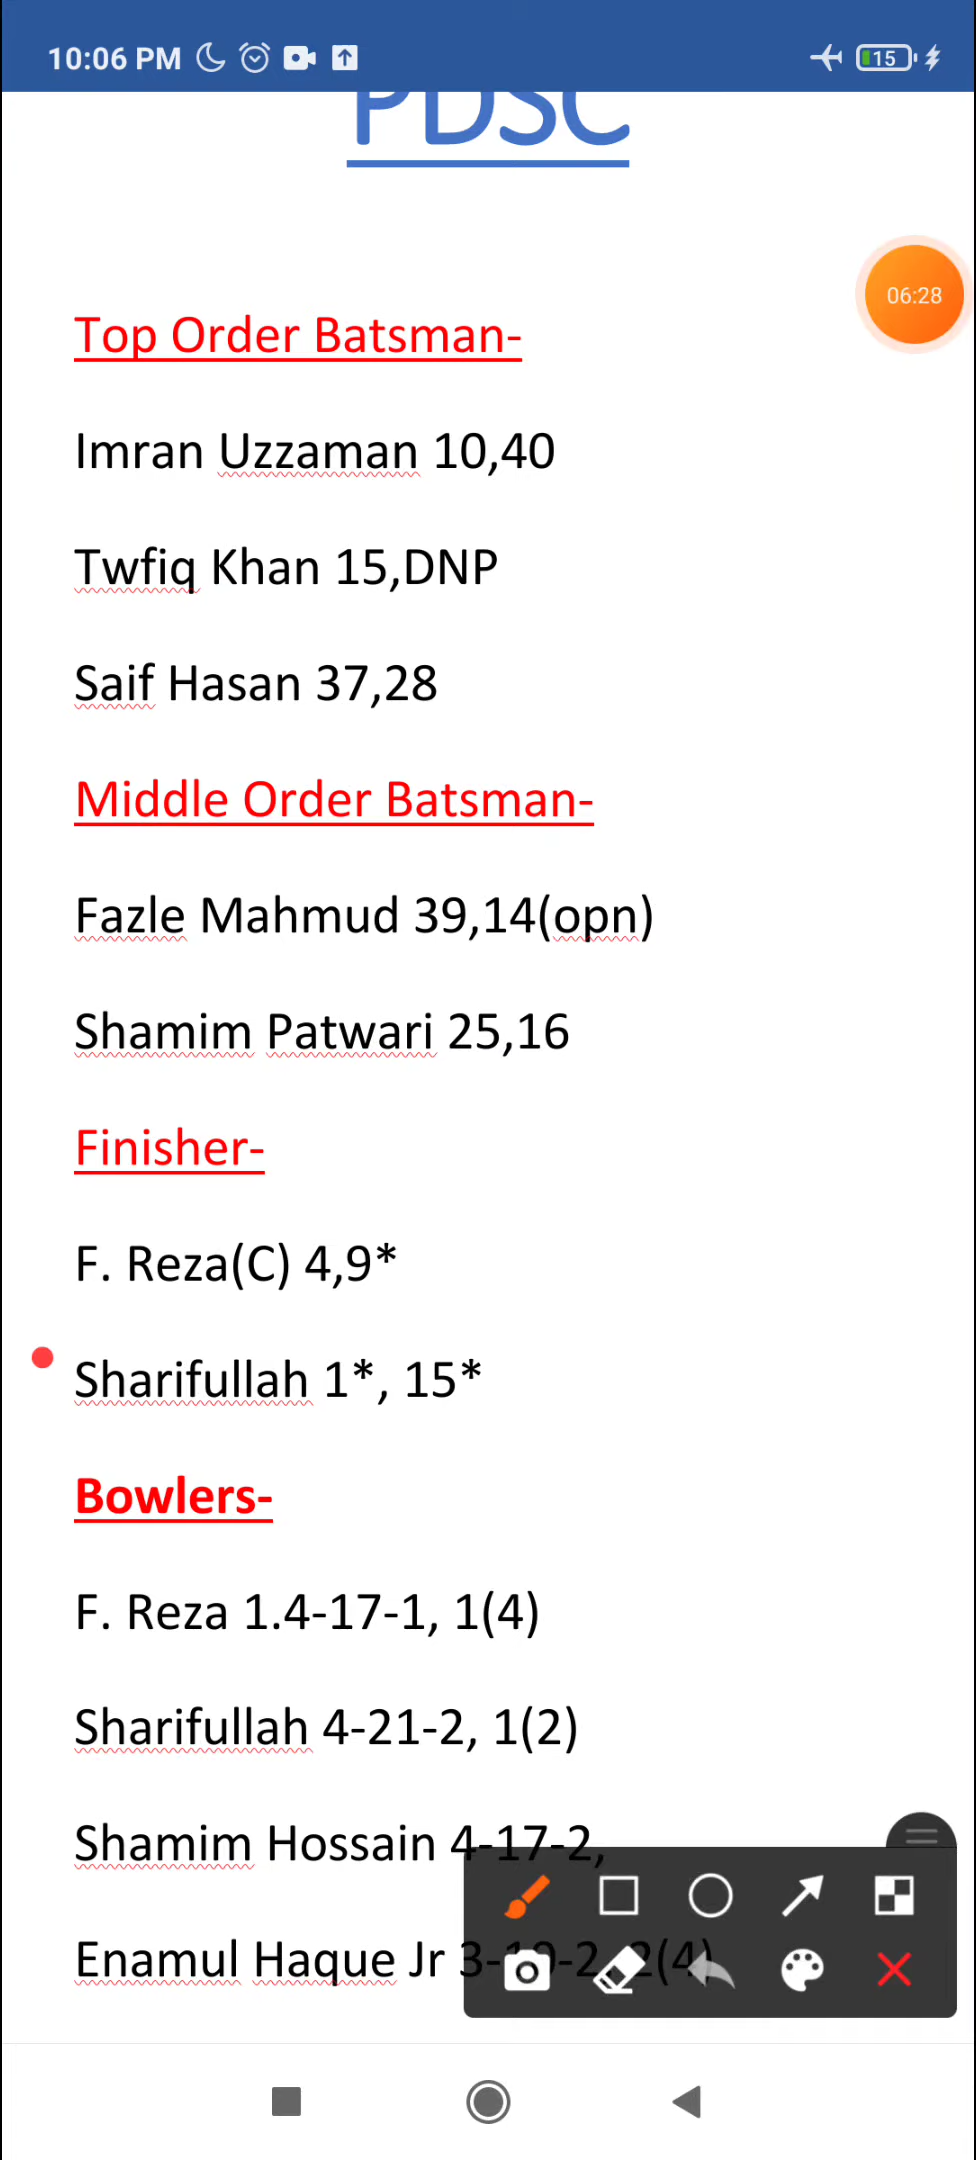 10:06 PM
15
PDSC
06:28
Top Order Batsman-
Imran Uzzaman 10,40
Twfiq Khan 15,DNP
Saif Hasan 37,28
Middle Order Batsman-
Fazle Mahmud 39,14(opn)
Shamim Patwari 25,16
Finisher-
F. Reza(C) 4,9*
Sharifullah 1*, 15*
Bowlers-
F. Reza 1.4-17-1, 1(4)
Sharifullah 4-21-2, 1(2)
Shamim Hossain 4-17-2,
Enamul Haque Jr